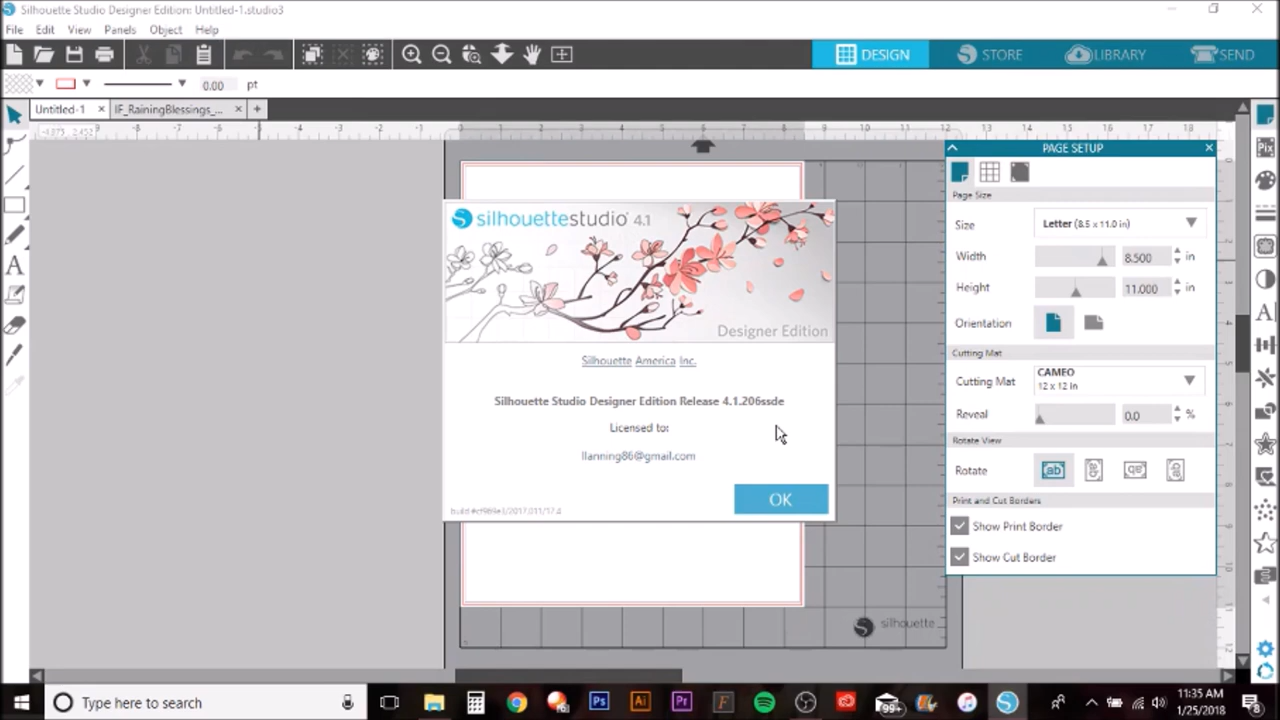 Silhouette Studio Designer Edition: Untitled-1.studio3
File Edit View Panels Object Help
DESIGN STORE LIBRARY SEND
0.00 pt
Untitled-1 IF_RainingBlessings_...
PAGE SETUP
Page Size
Size Letter (8.5 x 11.0 in)
Width 8.500 in
Height 11.000 in
Orientation
Cutting Mat
Cutting Mat CAMEO
12 x 12 in
Reveal 0.0 %
Rotate View
Rotate
Print and Cut Borders
Show Print Border
Show Cut Border
silhouettestudio 4.1
Designer Edition
Silhouette America Inc.
Silhouette Studio Designer Edition Release 4.1.206ssde
Licensed to:
llanning86@gmail.com
OK
silhouette
Type here to search
99+
11:35 AM
1/25/2018